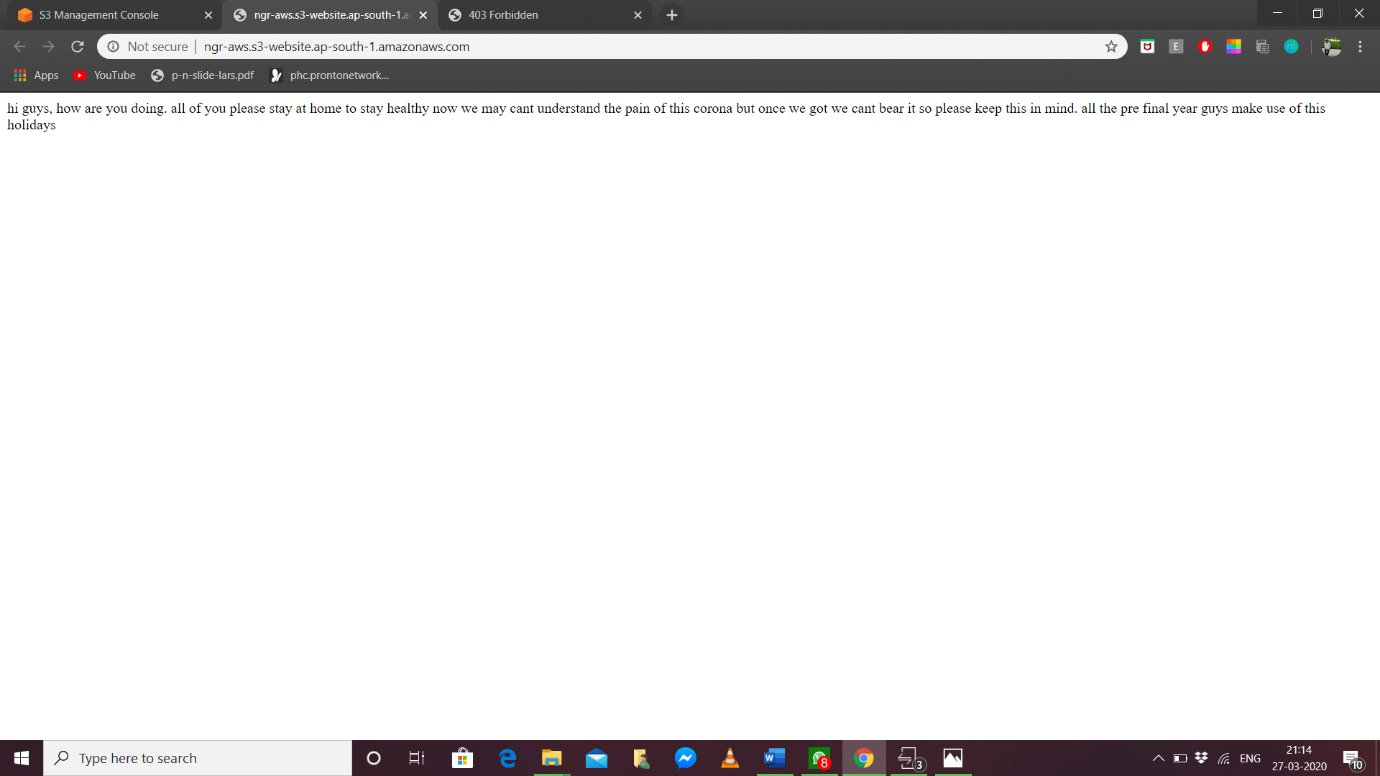 S3 Management Console
ngr-aws.s3-website.ap-south-1.a
403 Forbidden
Not secure
ngr-aws.s3-website.ap-south-1.amazonaws.com
E
m
Apps
YouTube
p-n-slide-lars.pdf
phc.prontonetwork...
hi guys, how are you doing. all of you please stay at home to stay healthy now we may cant understand the pain of this corona but once we got we cant bear it so please keep this in mind. all the pre final year guys make use of this
holidays
Type here to search
W
8
3
ENG
21:14
27-03-2020
10